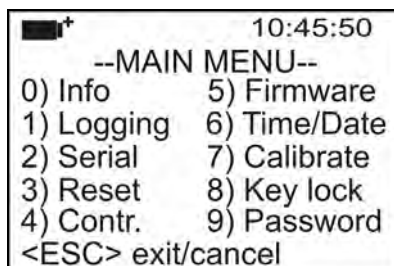 10:45:50
--MAIN MENU--
0) Info 5) Firmware
1) Logging 6) Time/Date
2) Serial 7) Calibrate
3) Reset 8) Key lock
4) Contr. 9) Password
<ESC> exit/cancel